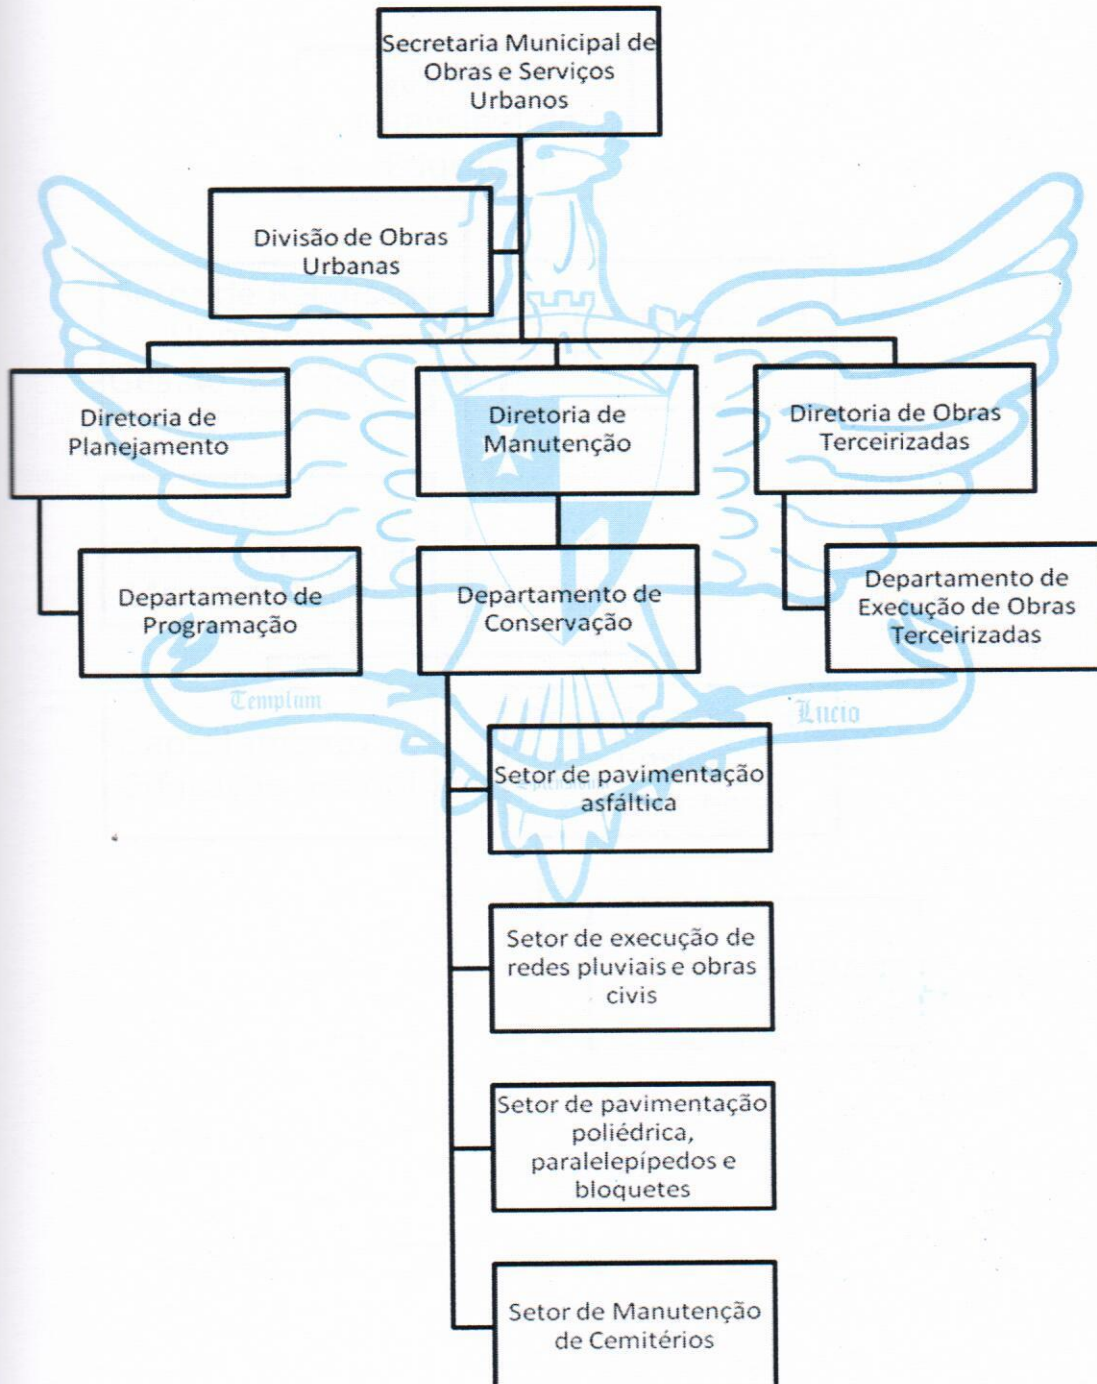 Secretaria Municipal de
Obras e Serviços
Urbanos
Divisão de Obras
Urbanas
Diretoria de
Planejamento
Diretoria de
Manutenção
Diretoria de Obras
Terceirizadas
Departamento de
Programação
Departamento de
Conservação
Departamento de
Execução de Obras
Terceirizadas
Templum
Lucio
Setor de pavimentação
asfáltica
Setor de execução de
redes pluviais e obras
civis
Setor de pavimentação
poliédrica,
paralelepípedos e
bloquetes
Setor de Manutenção
de Cemitérios